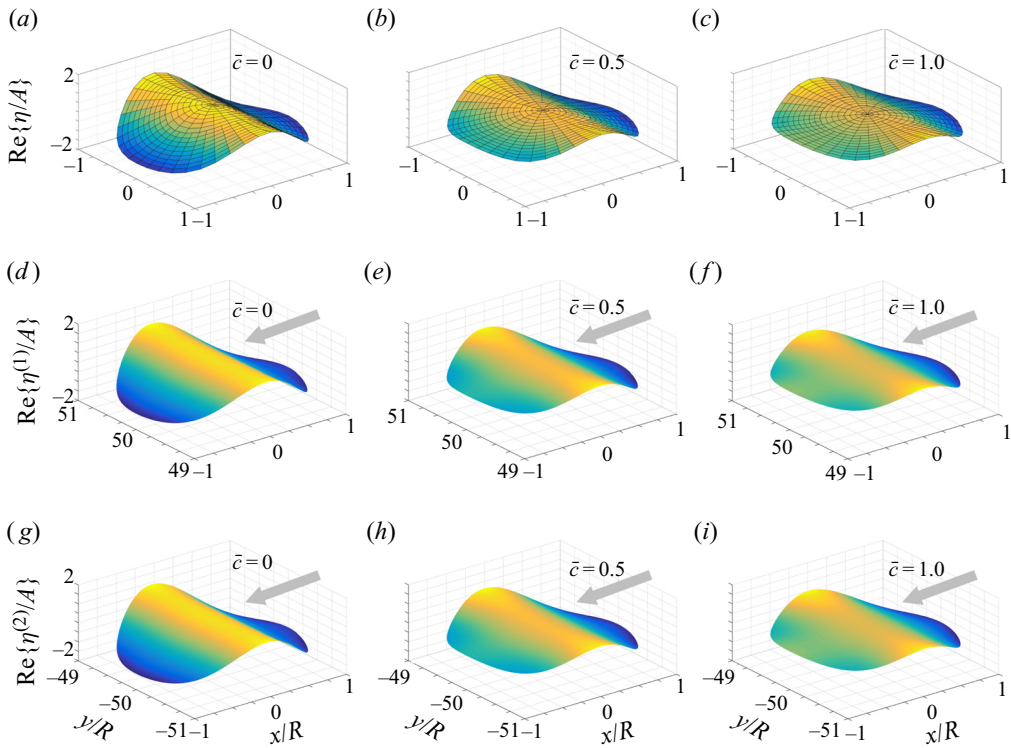 (a) (b) (c)
c̄ = 0 c̄ = 0.5 c̄ = 1.0
Re{η/A}
2
–2
–1 0 1 –1 0 1
–1 0 1 –1 0 1
–1 0 1 –1 0 1
(d) (e) (f)
c̄ = 0 c̄ = 0.5 c̄ = 1.0
Re{η(1)/A}
2
–2
51 50 49 –1 0 1
51 50 49 –1 0 1
51 50 49 –1 0 1
(g) (h) (i)
c̄ = 0 c̄ = 0.5 c̄ = 1.0
Re{η(2)/A}
2
–2
–49 –50 –51 –1 0 1
–49 –50 –51 –1 0 1
–49 –50 –51 –1 0 1
y/R x/R y/R x/R y/R x/R